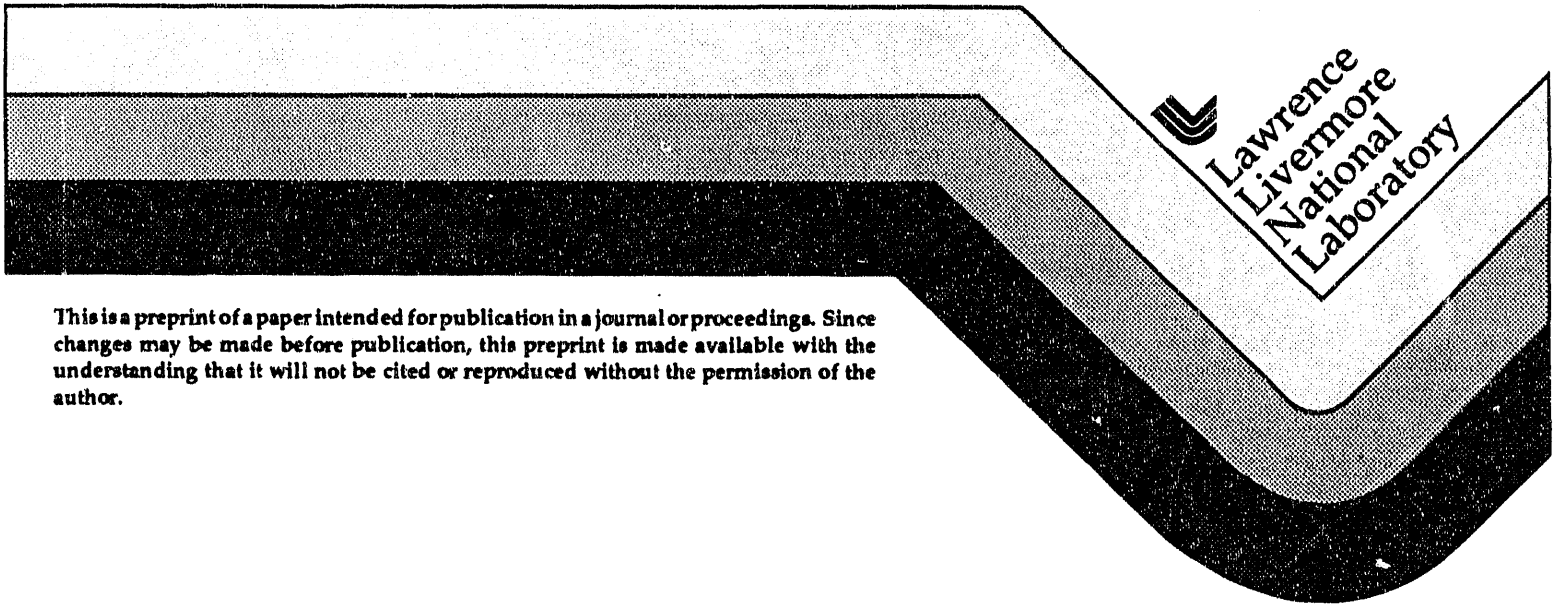 Lawrence
Livermore
National
Laboratory
This is a preprint of a paper intended for publication in a journal or proceedings. Since
changes may be made before publication, this preprint is made available with the
understanding that it will not be cited or reproduced without the permission of the
author.